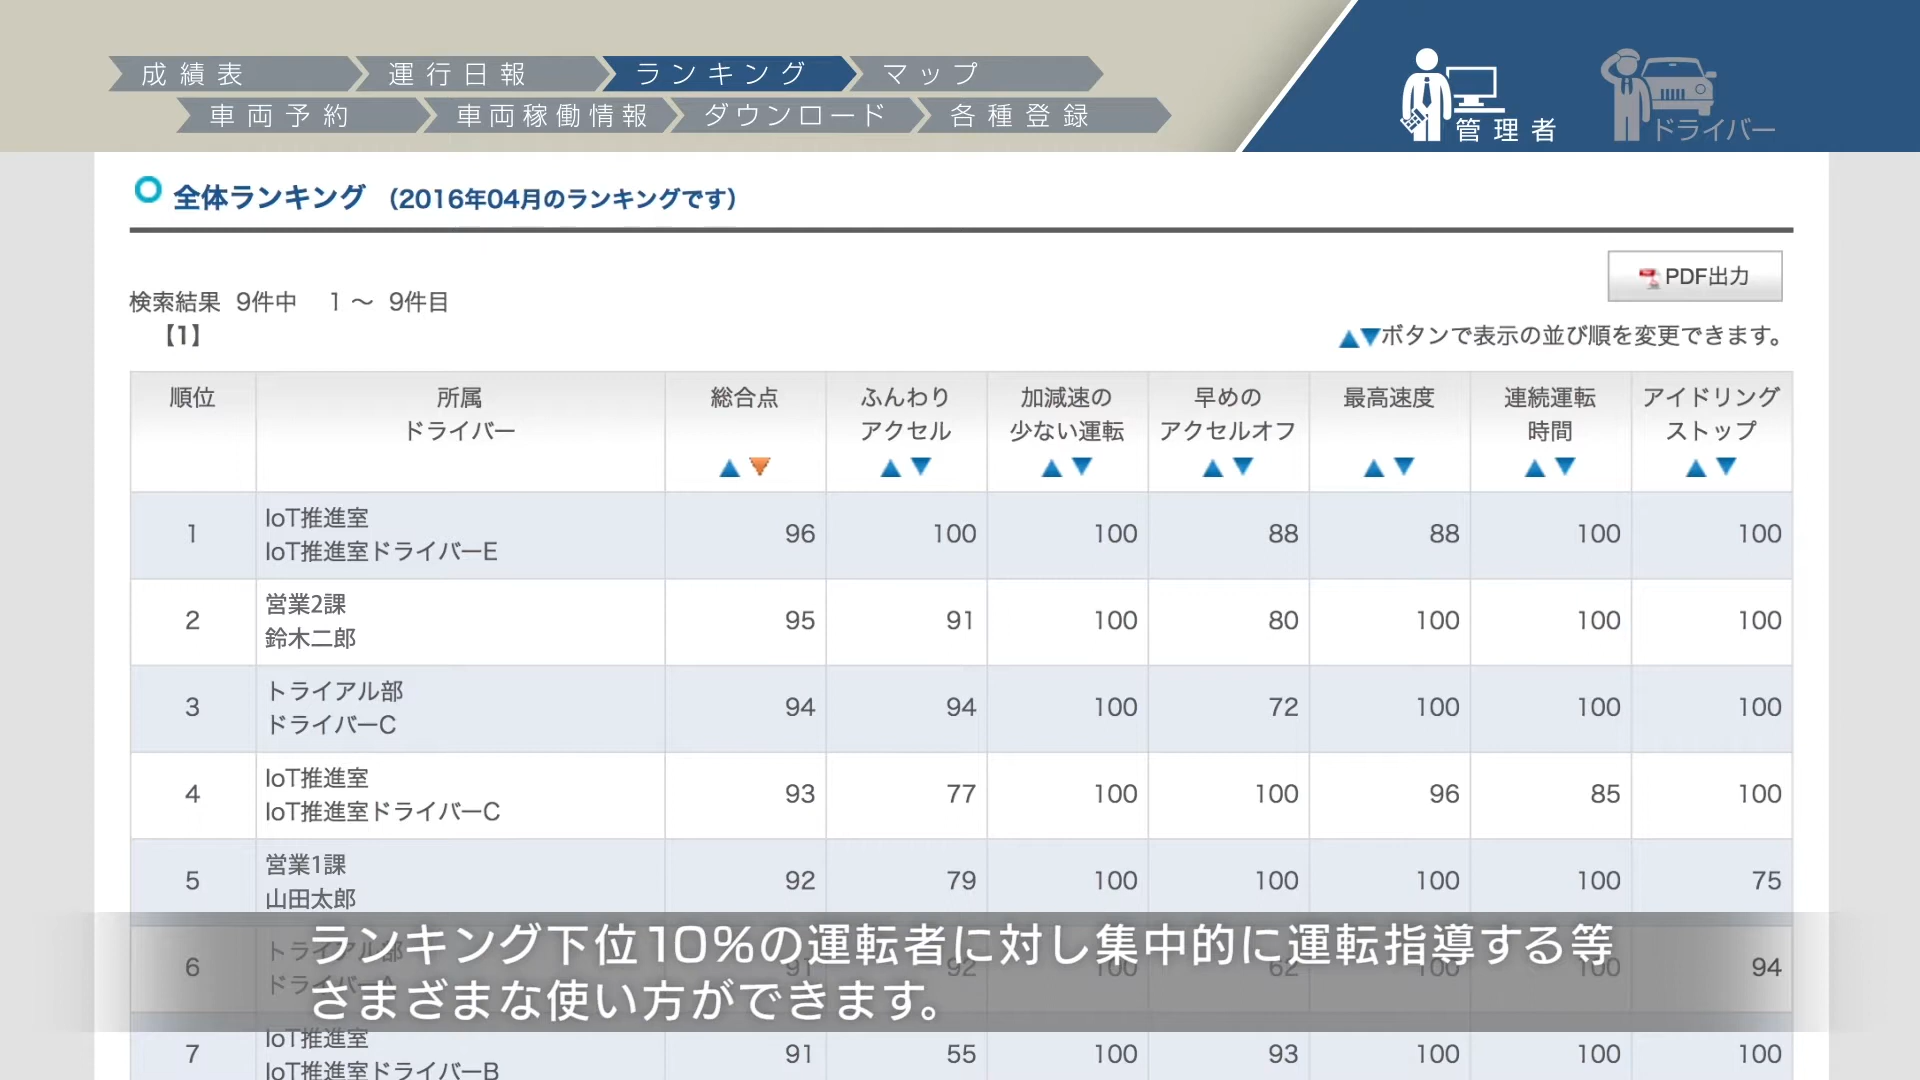 成績表 運行日報 ランキング マップ
車両予約 車両稼働情報 ダウンロード 各種登録
管理者 ドライバー
全体ランキング （2016年04月のランキングです）
PDF出力
検索結果 9件中 1 〜 9件目
【1】
▲▼ボタンで表示の並び順を変更できます。
順位 所属 総合点 ふんわり 加減速の 早めの 最高速度 連続運転 アイドリング
ドライバー アクセル 少ない運転 アクセルオフ 時間 ストップ
▲▼ ▲▼ ▲▼ ▲▼ ▲▼ ▲▼ ▲▼
IoT推進室
1 96 100 100 88 88 100 100
IoT推進室ドライバーE
営業2課
2 95 91 100 80 100 100 100
鈴木二郎
トライアル部
3 94 94 100 72 100 100 100
ドライバーC
IoT推進室
4 93 77 100 100 96 85 100
IoT推進室ドライバーC
営業1課
5 92 79 100 100 100 100 75
山田太郎
トライアル部
6 91 92 100 62 100 100 94
ランキング下位10%の運転者に対し集中的に運転指導する等
さまざまな使い方ができます。
IoT推進室
7 91 55 100 93 100 100 100
IoT推進室ドライバーB